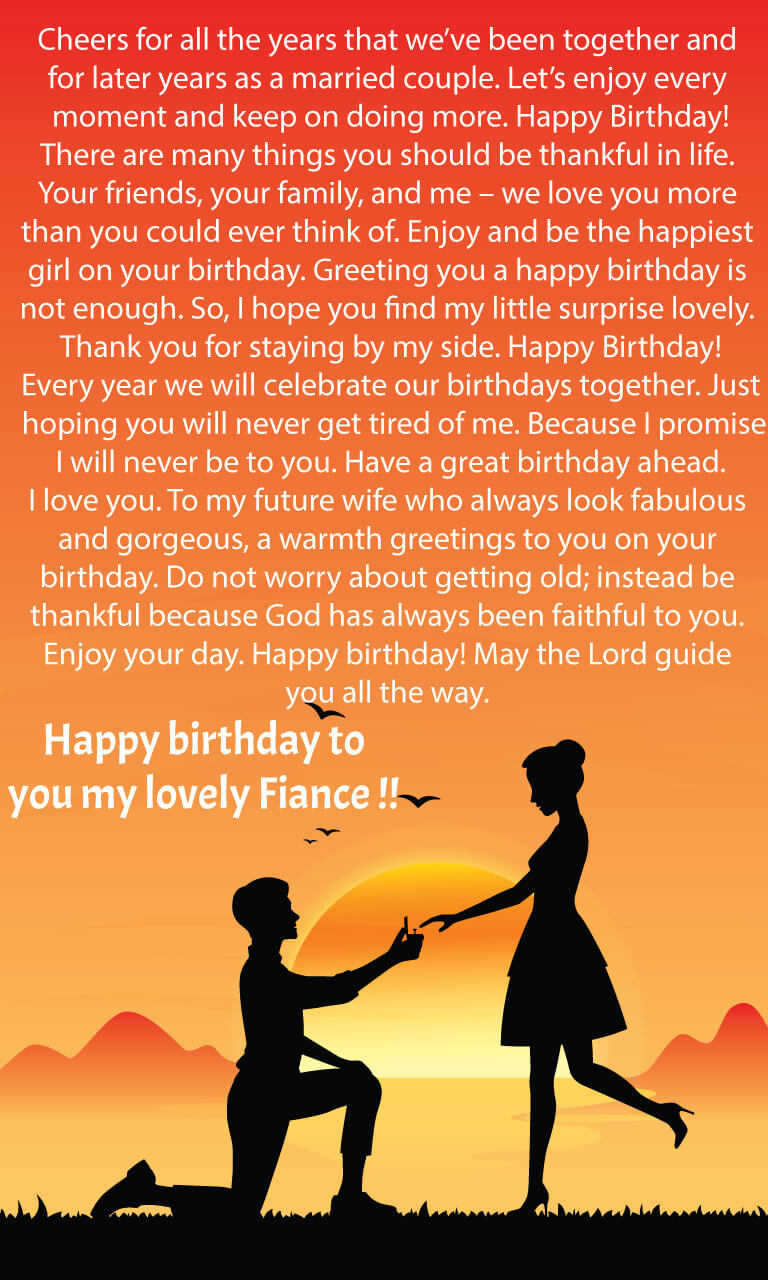 Cheers for all the years that we’ve been together and
for later years as a married couple. Let’s enjoy every
moment and keep on doing more. Happy Birthday!
There are many things you should be thankful in life.
Your friends, your family, and me – we love you more
than you could ever think of. Enjoy and be the happiest
girl on your birthday. Greeting you a happy birthday is
not enough. So, I hope you find my little surprise lovely.
Thank you for staying by my side. Happy Birthday!
Every year we will celebrate our birthdays together. Just
hoping you will never get tired of me. Because I promise
I will never be to you. Have a great birthday ahead.
I love you. To my future wife who always look fabulous
and gorgeous, a warmth greetings to you on your
birthday. Do not worry about getting old; instead be
thankful because God has always been faithful to you.
Enjoy your day. Happy birthday! May the Lord guide
you all the way.
Happy birthday to
you my lovely Fiance !!